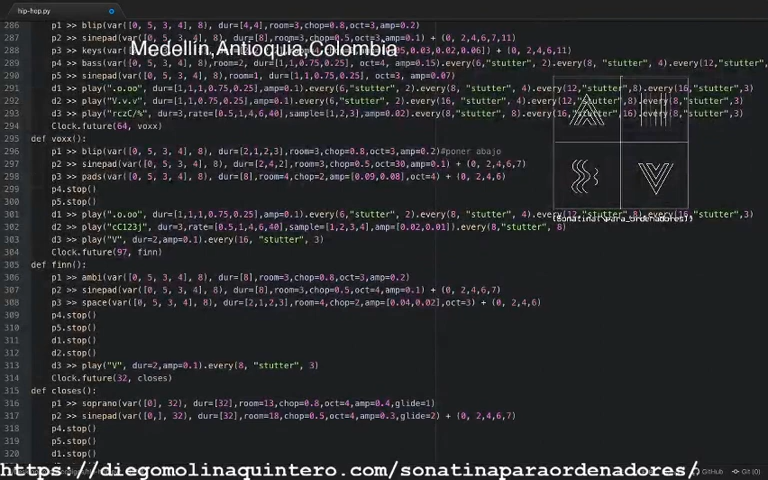 hip-hop.py
286 p1 >> blip(var([0, 5, 3, 4], 8), dur=[4,4],room=3,chop=0.8,oct=3,amp=0.2)
287 p2 >> sinepad(var([0, 5, 3, 4], 8), dur=[8],room=3,chop=0.5,oct=4,amp=0.1) + (0, 2,4,6,7,11)
Medellín,Antioquia,Colombia
288 p3 >> keys(var([0, 5, 3, 4], 8), 05,0.03,0.02,0.06]) + (0, 2,4,6,11)
289 p4 >> bass(var([0, 5, 3, 4], 8),room=2, dur=[1,1,0.75,0.25],oct=4, amp=0.15).every(6,"stutter", 2).every(8, "stutter", 4).every(12,"stutter",8).every(16,"stutter",
290 p5 >> sinepad(var([0, 5, 3, 4], 8),room=1, dur=[1,1,0.75,0.25],oct=3, amp=0.07)
291 d1 >> play(".o.oo", dur=[1,1,1,0.75,0.25],amp=0.1).every(6,"stutter", 2).every(8, "stutter", 4).every(12,"stutter",8).every(16,"stutter",3)
292 d2 >> play("V.v.v", dur=[1,1,1,0.75,0.25],amp=0.1).every(6,"stutter", 2).every(16, "stutter", 4).every(8,"stutter",8).every(16,"stutter",3)
293 d3 >> play("rczC/%", dur=3,rate=[0.5,1,4,6,40],sample=[1,2,3],amp=0.02).every(6,"stutter", 2).every(8, "stutter", 4).every(12,"stutter",8).every(16,"stutter",3)
294 Clock.future(64, voxx)
295 def voxx():
296 p1 >> blip(var([0, 5, 3, 4], 8), dur=[2,1,2,3],room=3,chop=0.8,oct=3,amp=0.2)#poner abajo
297 p2 >> sinepad(var([0, 5, 3, 4], 8), dur=[2,4,2],room=3,chop=0.5,oct=30,amp=0.1) + (0, 2,4,6,7)
298 p3 >> pads(var([0, 5, 3, 4], 8), dur=[8],room=4,chop=2,amp=[0.09,0.08],oct=4) + (0, 2,4,6)
299 p4.stop()
300 p5.stop()
301 d1 >> play(".o.oo", dur=[1,1,1,0.75,0.25],amp=0.1).every(6,"stutter", 2).every(8, "stutter", 4).every(12,"stutter",8).every(16,"stutter",3)
[Sonatina( para_ordenadores)]
302 d2 >> play("cC123j", dur=3,rate=[0.5,1,4,6,40],sample=[1,2,3,4],amp=[0.02,0.01]).every(8,"stutter", 8)
303 d3 >> play("V", dur=2,amp=0.1).every(16, "stutter", 3)
304 Clock.future(97, finn)
305 def finn():
306 p1 >> ambi(var([0, 5, 3, 4], 8), dur=[8],room=3,chop=0.8,oct=3,amp=0.2)
307 p2 >> sinepad(var([0, 5, 3, 4], 8), dur=[8],room=3,chop=0.5,oct=4,amp=0.1) + (0, 2,4,6,7)
308 p3 >> space(var([0, 5, 3, 4], 8), dur=[2,1,2,3],room=4,chop=2,amp=[0.04,0.02],oct=3) + (0, 2,4,6)
309 p4.stop()
310 p5.stop()
311 d1.stop()
312 d2.stop()
313 d3 >> play("V", dur=2,amp=0.1).every(8, "stutter", 3)
314 Clock.future(32, closes)
315 def closes():
316 p1 >> soprano(var([0], 32), dur=[32],room=13,chop=0.8,oct=4,amp=0.4,glide=1)
317 p2 >> sinepad(var([0,], 32), dur=[32],room=18,chop=0.5,oct=4,amp=0.3,glide=2) + (0, 2,4,6,7)
318 p4.stop()
319 p5.stop()
320 d1.stop()
https://diegomolinaquintero.com/sonatinaparaordenadores/
GitHub
Git (0)